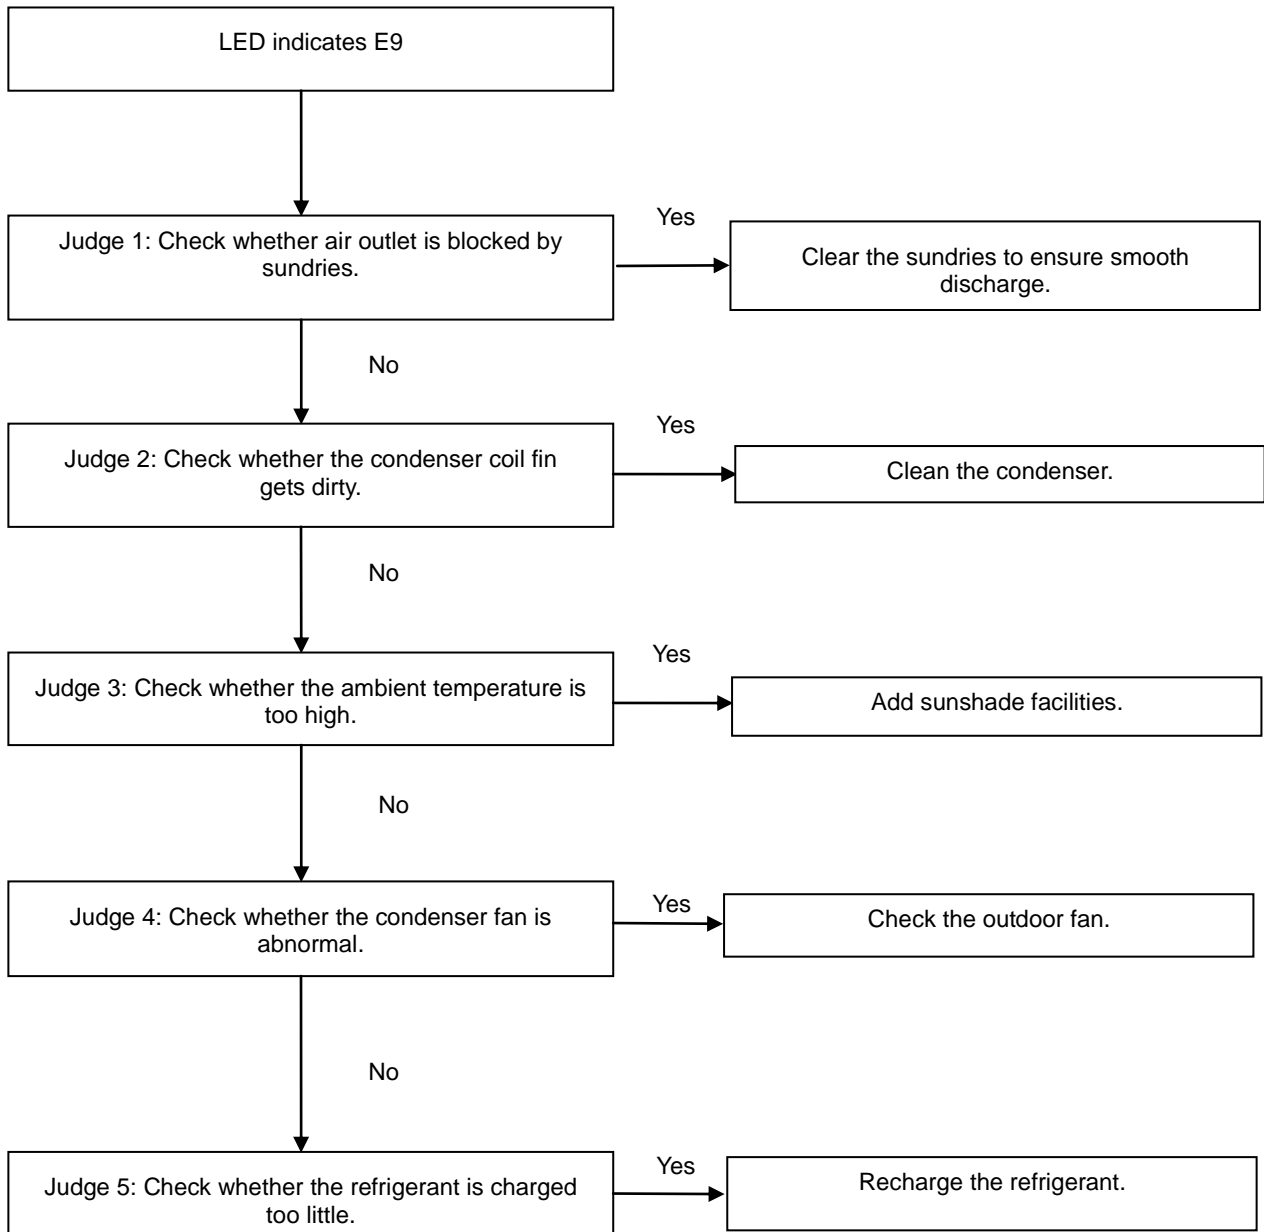 LED indicates E9
Yes
Judge 1: Check whether air outlet is blocked by
sundries.
Clear the sundries to ensure smooth
discharge.
No
Yes
Judge 2: Check whether the condenser coil fin
gets dirty.
Clean the condenser.
No
Yes
Judge 3: Check whether the ambient temperature is
too high.
Add sunshade facilities.
No
Yes
Judge 4: Check whether the condenser fan is
abnormal.
Check the outdoor fan.
No
Yes
Judge 5: Check whether the refrigerant is charged
too little.
Recharge the refrigerant.